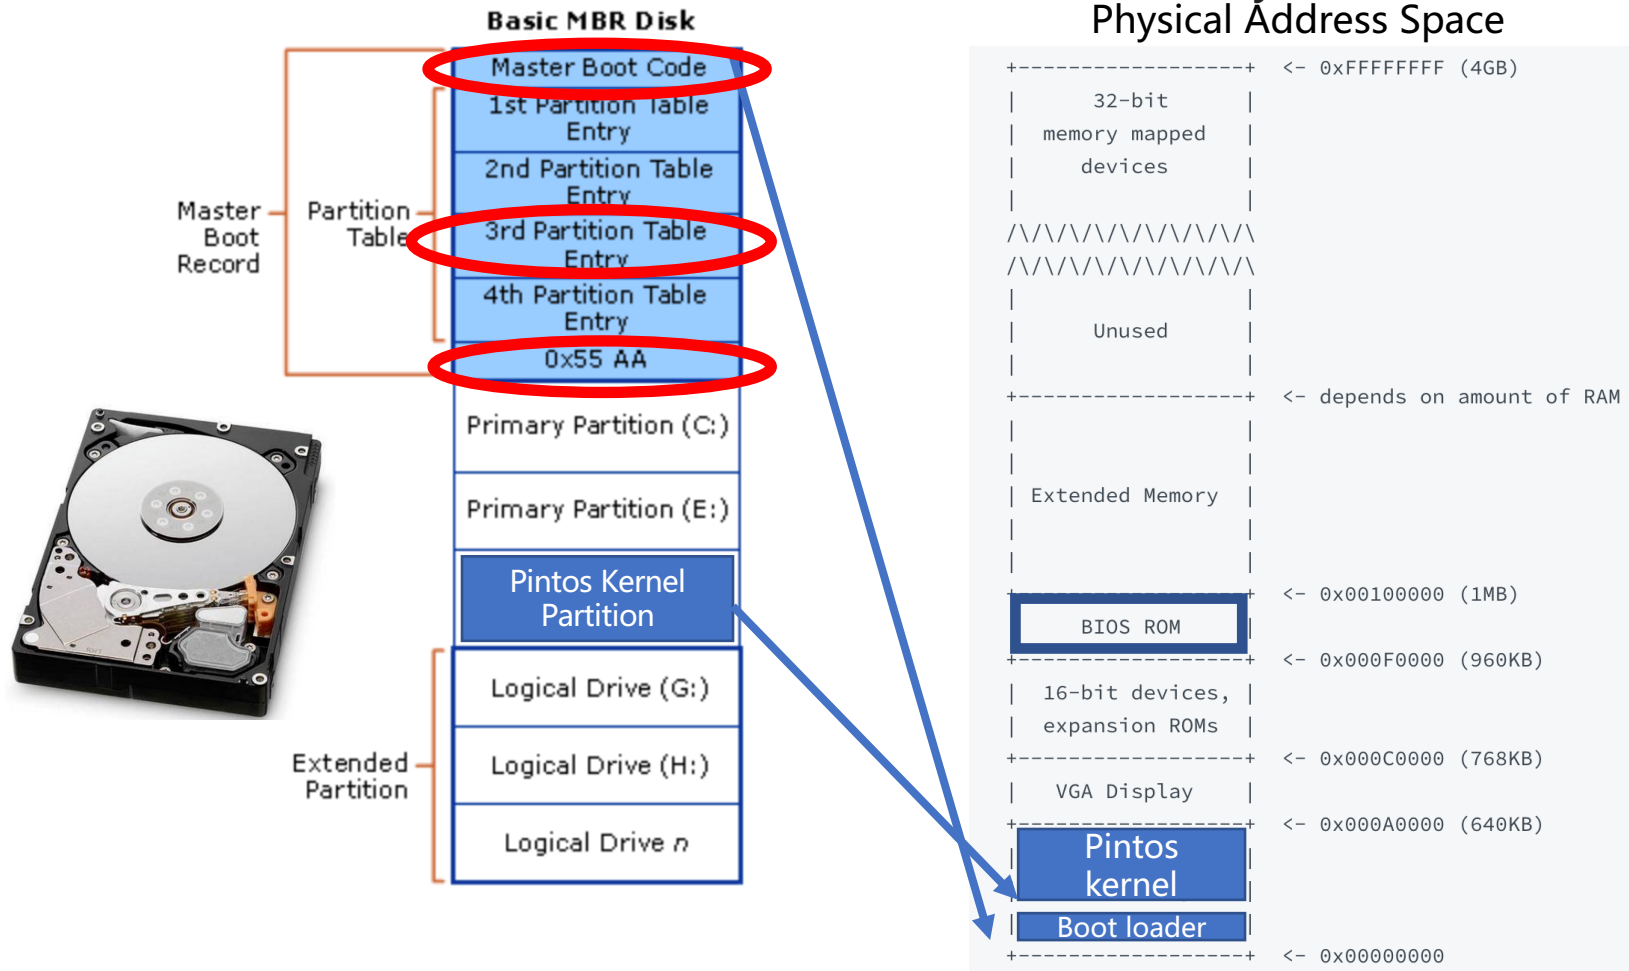 Basic MBR Disk
Master Boot Code
1st Partition Table
Entry
2nd Partition Table
Entry
3rd Partition Table
Entry
4th Partition Table
Entry
0x55 AA
Master
Boot
Record
Partition
Table
Primary Partition (C:)
Primary Partition (E:)
Pintos Kernel
Partition
Logical Drive (G:)
Logical Drive (H:)
Logical Drive n
Extended
Partition
Physical Address Space
+------------------+ <- 0xFFFFFFFF (4GB)
| 32-bit |
| memory mapped |
| devices |
| |
/\/\/\/\/\/\/\/\/\/\
/\/\/\/\/\/\/\/\/\/\
| |
| Unused |
| |
+------------------+ <- depends on amount of RAM
| |
| |
| Extended Memory |
| |
| |
+------------------+ <- 0x00100000 (1MB)
BIOS ROM |
+------------------+ <- 0x000F0000 (960KB)
| 16-bit devices, |
| expansion ROMs |
+------------------+ <- 0x000C0000 (768KB)
| VGA Display |
+------------------+ <- 0x000A0000 (640KB)
Pintos
kernel
Boot loader
+------------------+ <- 0x00000000